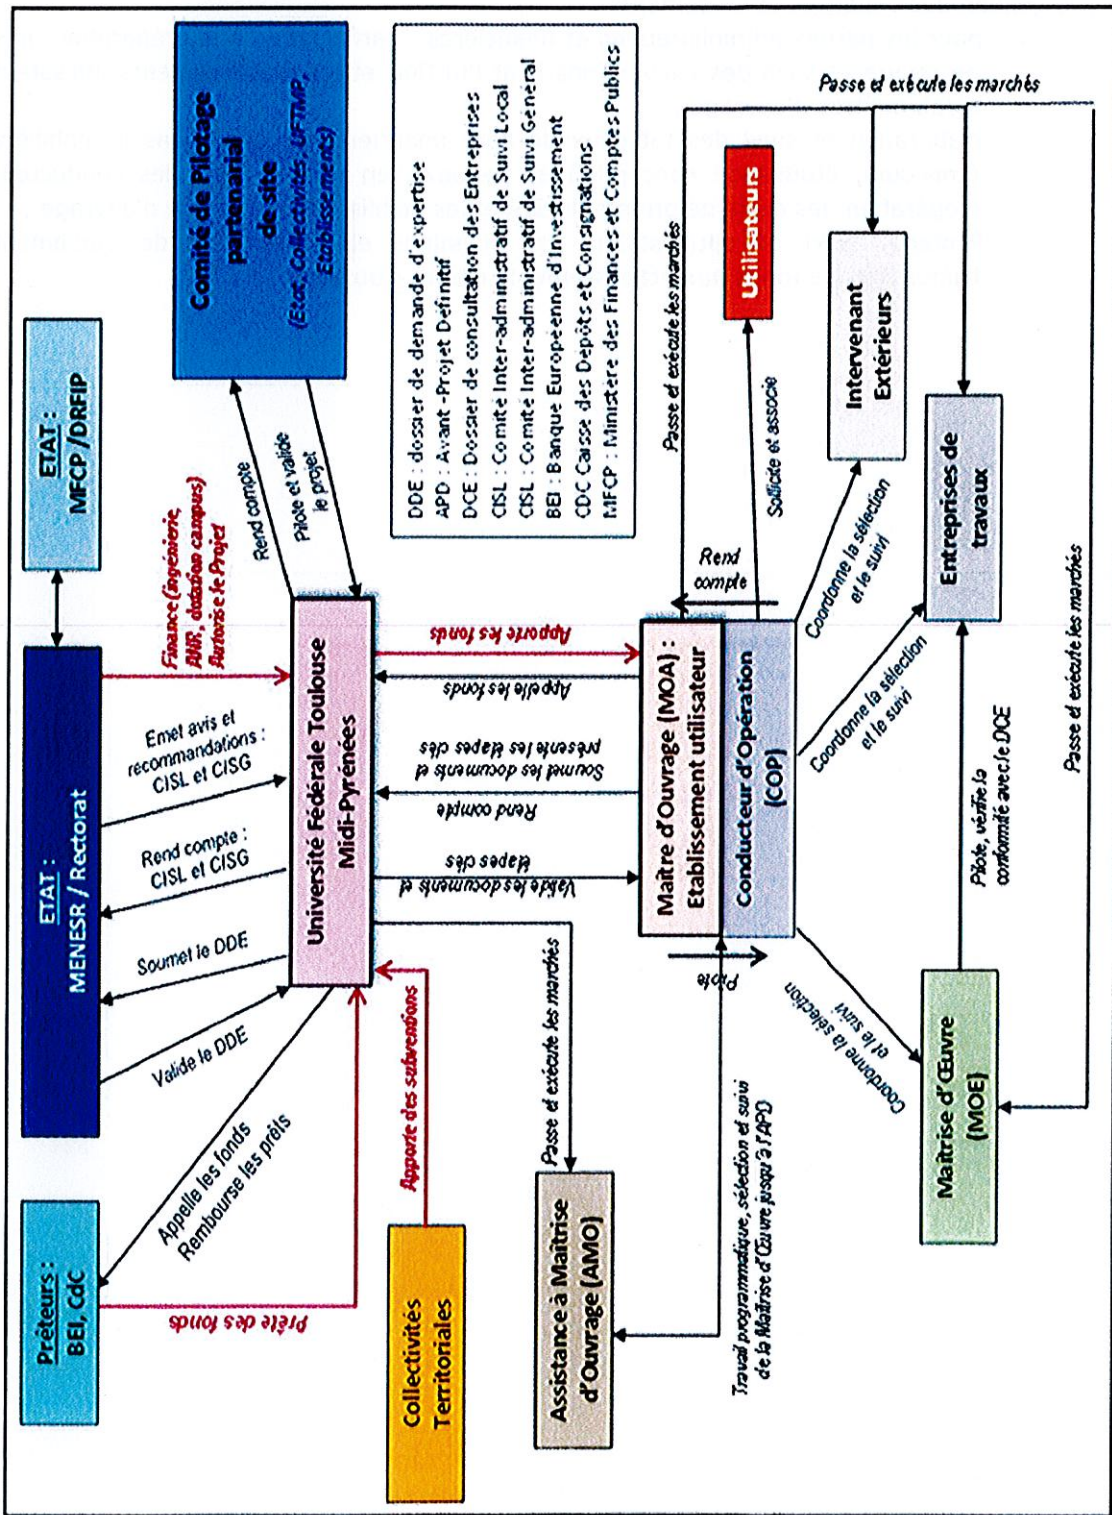 Prêteurs :
BEI, CdC
ETAT :
MENESR / Rectorat
ETAT :
MFCP /DRFIP
Prête des fonds
Appelle les fonds
Rembourse les prêts
Valide le DDE
Soumet le DDE
Rend compte :
CISL et CISG
Emet avis et
recommandations :
CISL et CISG
Finance (ingénierie,
ANR, dotation campus)
Autorise le Projet
Rend compte
Pilote et valide
le projet
Comité de Pilotage
partenarial
de site
(Etat, Collectivités, UFTMP,
Etablissements)
Collectivités
Territoriales
Apporte des subventions
Université Fédérale Toulouse
Midi-Pyrénées
DDE : dossier de demande d'expertise
APD : Avant-Projet Définitif
DCE : Dossier de consultation des Entreprises
CISL : Comité Inter-administratif de Suivi Local
CISL : Comité Inter-administratif de Suivi Général
BEI : Banque Européenne d'Investissement
CDC Caisse des Depôts et Consignations
MFCP : Ministère des Finances et Comptes Publics
Assistance à Maîtrise
d'Ouvrage (AMO)
Passe et exécute les marchés
Valide les documents et
étapes clés
Rend compte
Soumet les documents et
présente les étapes clés
Appelle les fonds
Apporte les fonds
Travail programmatique, sélection et suivi
de la Maîtrise d'Œuvre jusqu'à l'APD
Pilote
Maître d'Ouvrage (MOA) :
Etablissement utilisateur
Conducteur d'Opération
(COP)
Rend
compte
Passe et exécute les marchés
Sollicite et associe
Utilisateurs
Coordonne la sélection
et le suivi
Coordonne la sélection
et le suivi
Coordonne la sélection
et le suivi
Intervenant
Extérieurs
Passe et exécute les marchés
Maîtrise d'Œuvre
(MOE)
Pilote, vérifie la
conformité avec le DCE
Entreprises de
travaux
Passe et exécute les marchés